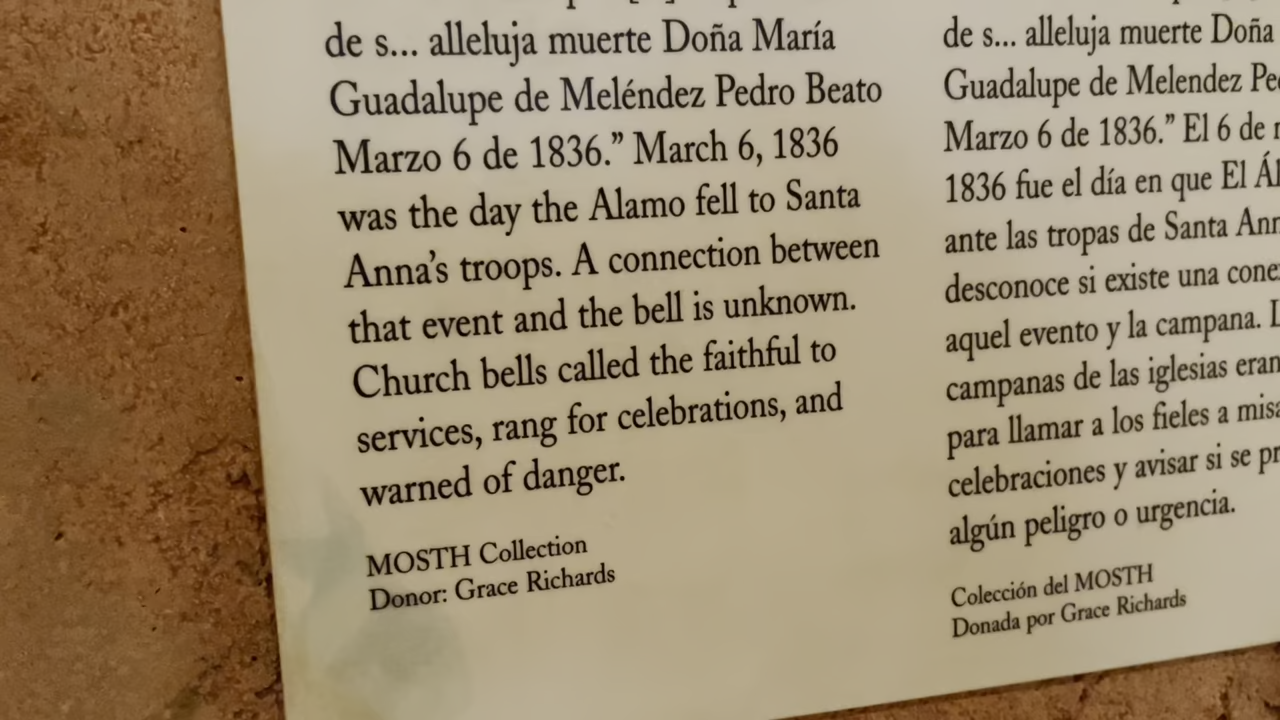 de s... alleluja muerte Doña María
Guadalupe de Meléndez Pedro Beato
Marzo 6 de 1836.” March 6, 1836
was the day the Alamo fell to Santa
Anna’s troops. A connection between
that event and the bell is unknown.
Church bells called the faithful to
services, rang for celebrations, and
warned of danger.
MOSTH Collection
Donor: Grace Richards
de s... alleluja muerte Doña
Guadalupe de Melendez
Marzo 6 de 1836.” El 6 de
1836 fue el día en que El
ante las tropas de Santa
desconoce si existe una
aquel evento y la campana.
campanas de las iglesias eran
para llamar a los fieles a
celebraciones y avisar si se
algún peligro o urgencia.
Colección del MOSTH
Donada por Grace Richards